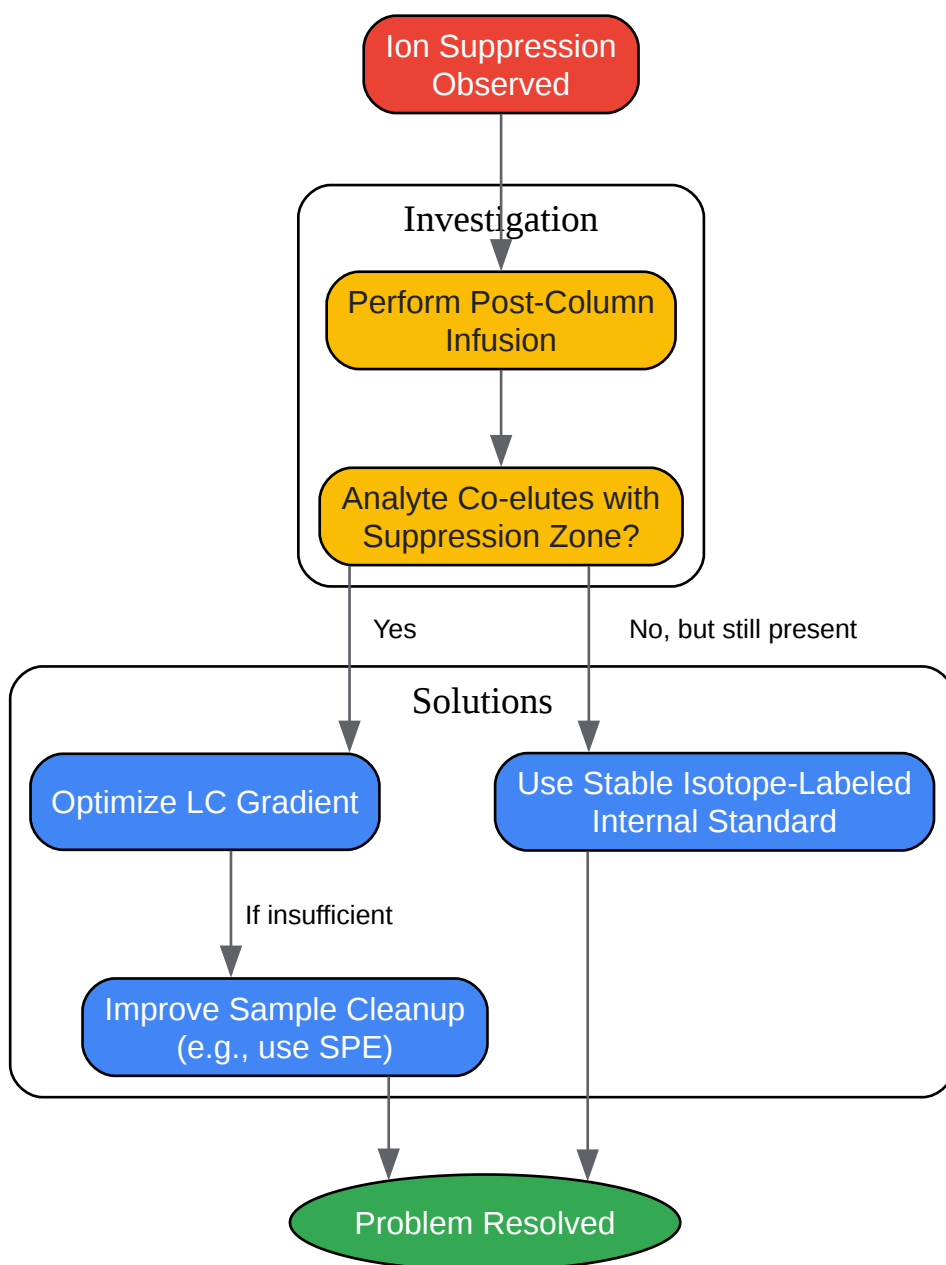 Ion Suppression
Observed
Investigation
Perform Post-Column
Infusion
Analyte Co-elutes with
Suppression Zone?
Yes
No, but still present
Solutions
Optimize LC Gradient
Use Stable Isotope-Labeled
Internal Standard
If insufficient
Improve Sample Cleanup
(e.g., use SPE)
Problem Resolved